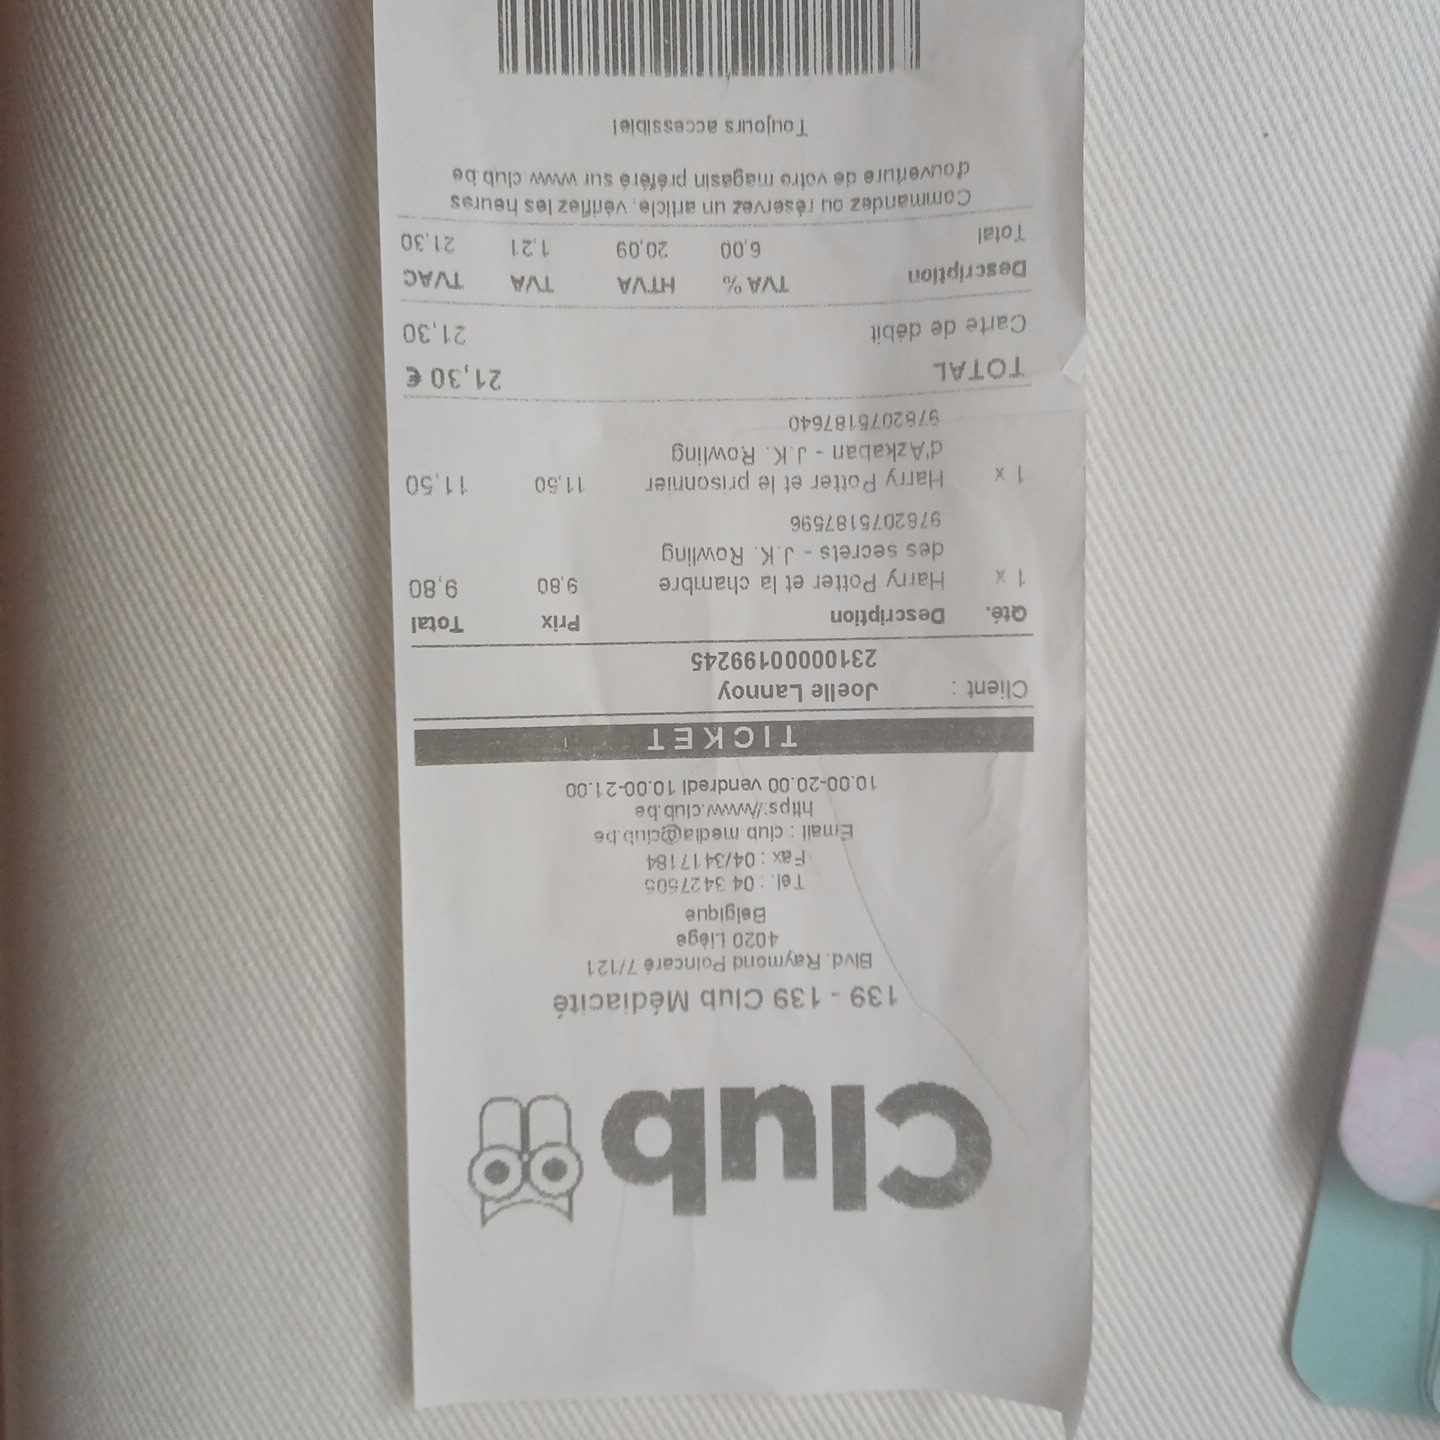 Club
139 - 139 Club Médiacité
Blvd. Raymond Poincaré 7/121
4020 Liège
Belgique
Tél. : 04 3427505
Fax : 04/3417184
Email : club media@club.be
https://www.club.be
10.00-20.00 vendredi 10.00-21.00
TICKET
Client : Joelle Lannoy
2310000199245
Qté. Description Prix Total
1 x Harry Potter et la chambre 9,80 9,80
des secrets - J.K. Rowling
9782075187596
1 x Harry Potter et le prisonnier 11,50 11,50
d'Azkaban - J.K. Rowling
9782075187640
TOTAL 21,30 €
Carte de débit 21,30
Description TVA % HTVA TVA TVAC
Total 6,00 20,09 1,21 21,30
Commandez ou réservez un article, vérifiez les heures
d'ouverture de votre magasin préféré sur www.club.be
Toujours accessible!